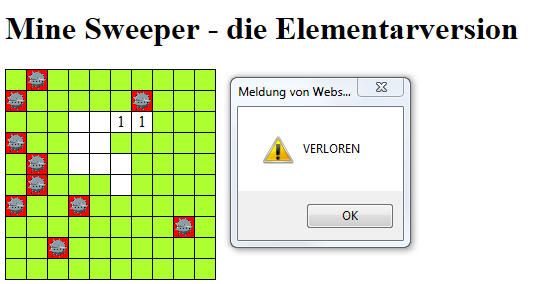 Mine Sweeper - die Elementarversion
Meldung von Webs...
1 1
VERLOREN
OK